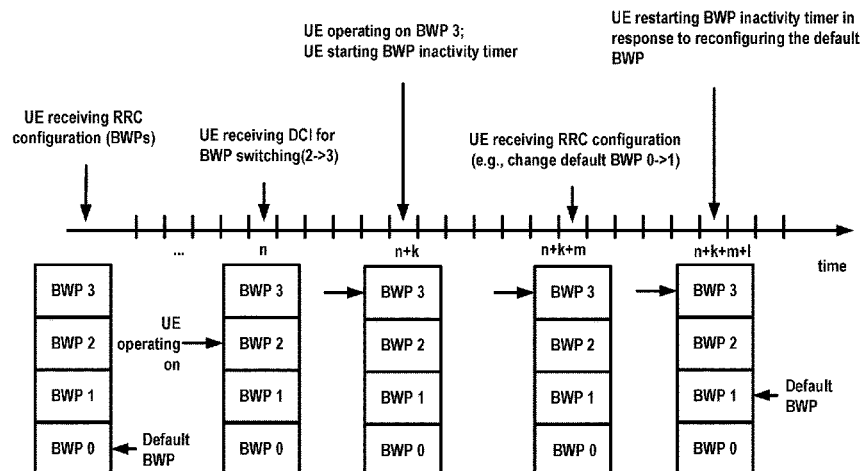 UE operating on BWP 3;
UE starting BWP inactivity timer
UE restarting BWP inactivity timer in
response to reconfiguring the default
BWP
UE receiving RRC
configuration (BWPs)
UE receiving DCI for
BWP switching(2->3)
UE receiving RRC configuration
(e.g., change default BWP 0->1)
...
n
n+k
n+k+m
n+k+m+l
time
BWP 3
BWP 2
BWP 1
BWP 0
Default
BWP
UE
operating
on
BWP 3
BWP 2
BWP 1
BWP 0
BWP 3
BWP 2
BWP 1
BWP 0
BWP 3
BWP 2
BWP 1
BWP 0
BWP 3
BWP 2
BWP 1
BWP 0
Default
BWP